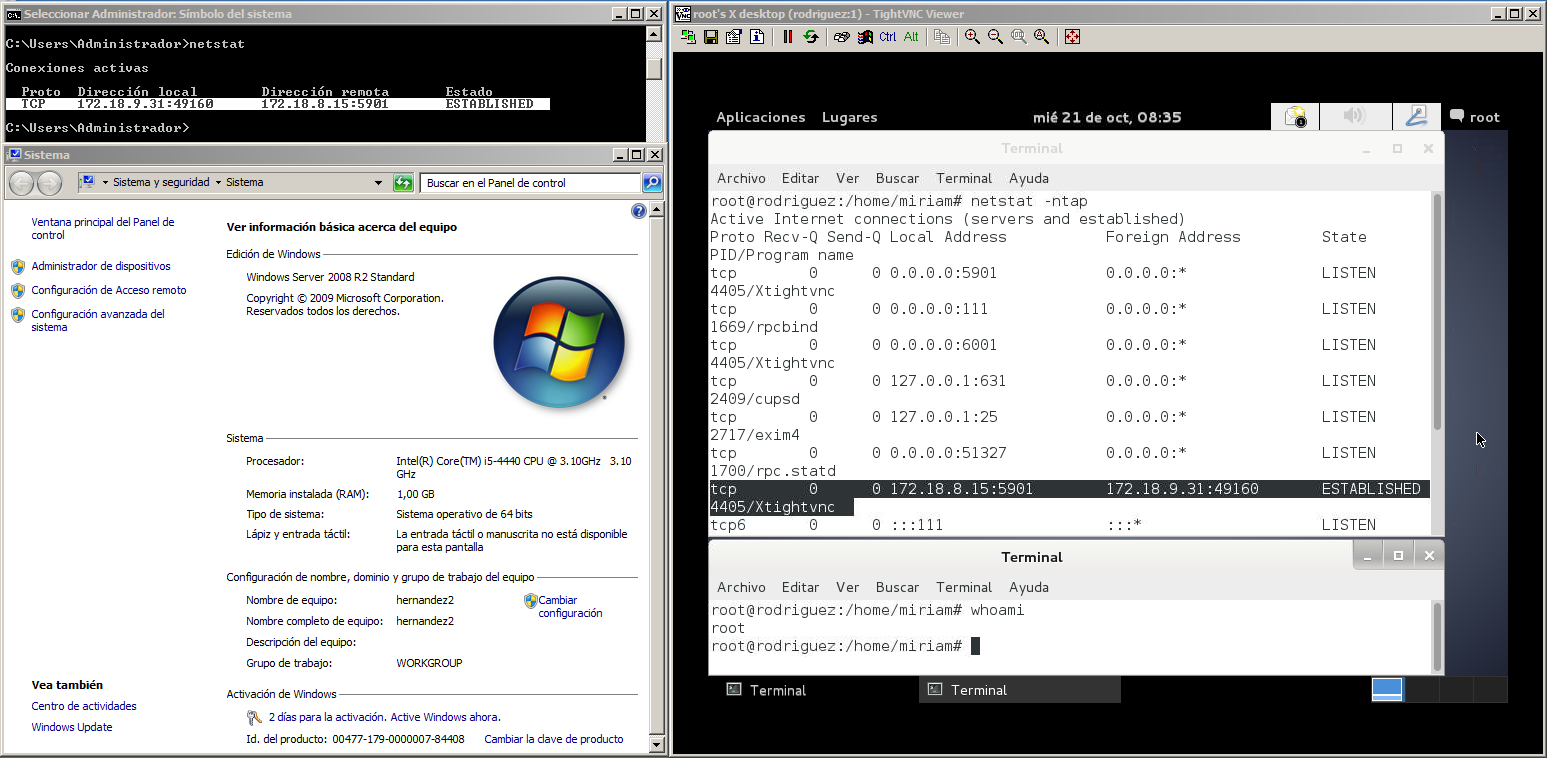 Seleccionar Administrador: Símbolo del sistema
C:\Users\Administrador>netstat
Conexiones activas
Proto Dirección local Dirección remota Estado
TCP 172.18.9.31:49160 172.18.8.15:5901 ESTABLISHED
C:\Users\Administrador>
Sistema
Sistema y seguridad Sistema
Buscar en el Panel de control
Ventana principal del Panel de
control
Administrador de dispositivos
Configuración de Acceso remoto
Configuración avanzada del
sistema
Vea también
Centro de actividades
Windows Update
Ver información básica acerca del equipo
Edición de Windows
Windows Server 2008 R2 Standard
Copyright © 2009 Microsoft Corporation.
Reservados todos los derechos.
Sistema
Procesador: Intel(R) Core(TM) i5-4440 CPU @ 3.10GHz 3.10
GHz
Memoria instalada (RAM): 1,00 GB
Tipo de sistema: Sistema operativo de 64 bits
Lápiz y entrada táctil: La entrada táctil o manuscrita no está disponible
para esta pantalla
Configuración de nombre, dominio y grupo de trabajo del equipo
Nombre de equipo: hernandez2
Cambiar
configuración
Nombre completo de equipo: hernandez2
Descripción del equipo:
Grupo de trabajo: WORKGROUP
Activación de Windows
2 días para la activación. Active Windows ahora.
Id. del producto: 00477-179-0000007-84408 Cambiar la clave de producto
root's X desktop (rodriguez:1) - TightVNC Viewer
Ctrl Alt
Aplicaciones Lugares mié 21 de oct, 08:35 root
Terminal
Archivo Editar Ver Buscar Terminal Ayuda
root@rodriguez:/home/miriam# netstat -ntap
Active Internet connections (servers and established)
Proto Recv-Q Send-Q Local Address Foreign Address State
PID/Program name
tcp 0 0 0.0.0.0:5901 0.0.0.0:* LISTEN
4405/Xtightvnc
tcp 0 0 0.0.0.0:111 0.0.0.0:* LISTEN
1669/rpcbind
tcp 0 0 0.0.0.0:6001 0.0.0.0:* LISTEN
4405/Xtightvnc
tcp 0 0 127.0.0.1:631 0.0.0.0:* LISTEN
2409/cupsd
tcp 0 0 127.0.0.1:25 0.0.0.0:* LISTEN
2717/exim4
tcp 0 0 0.0.0.0:51327 0.0.0.0:* LISTEN
1700/rpc.statd
tcp 0 0 172.18.8.15:5901 172.18.9.31:49160 ESTABLISHED
4405/Xtightvnc
tcp6 0 0 :::111 :::* LISTEN
Terminal
Archivo Editar Ver Buscar Terminal Ayuda
root@rodriguez:/home/miriam# whoami
root
root@rodriguez:/home/miriam#
Terminal Terminal